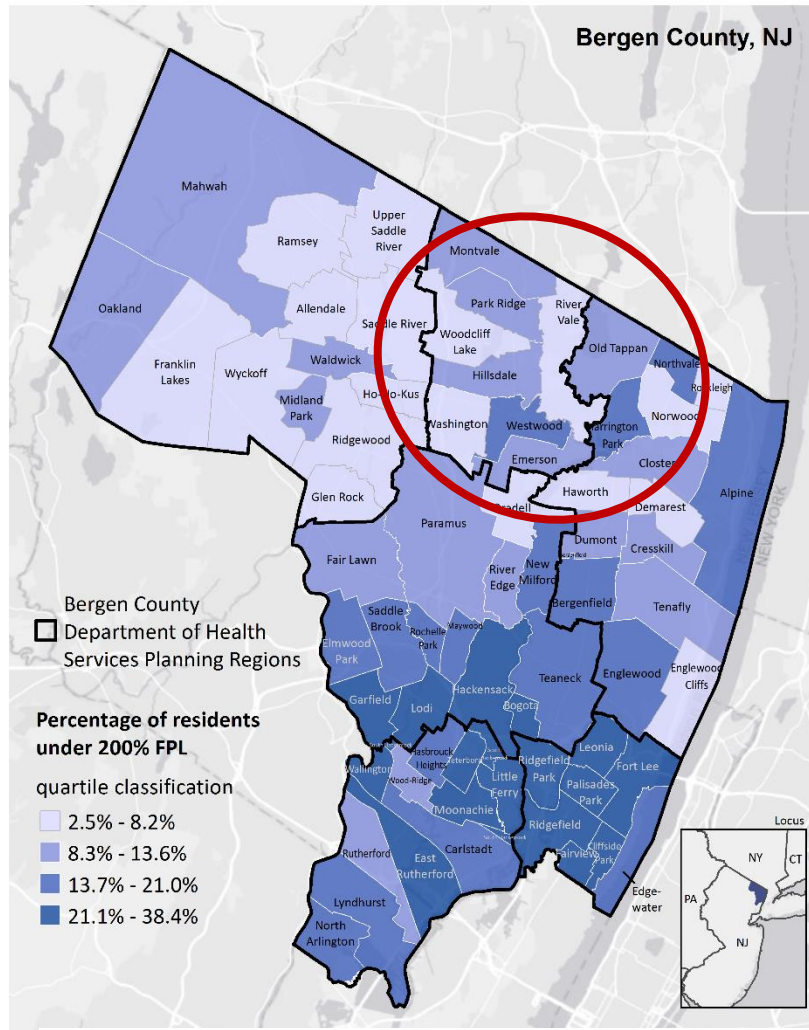 Bergen County, NJ
Mahwah
Upper
Saddle
River
Ramsey
Montvale
Park Ridge
River
Vale
Oakland
Allendale
Saddle River
Woodcliff
Lake
Old Tappan
Northvale
Rockleigh
Franklin
Lakes
Wyckoff
Waldwick
Hillsdale
Midland
Park
Ho-Ho-Kus
Norwood
Washington
Westwood
Harrington
Park
Ridgewood
Emerson
Closter
Alpine
Glen Rock
Oradell
Haworth
Demarest
Paramus
NEW JERSEY
NEW YORK
Dumont
Cresskill
Fair Lawn
River
Edge
New
Milford
Bergenfield
Tenafly
Bergen County
Department of Health
Services Planning Regions
Saddle
Brook
Rochelle
Park
Maywood
Elmwood
Park
Hackensack
Teaneck
Englewood
Englewood
Cliffs
Garfield
Lodi
Bogota
Percentage of residents
under 200% FPL
quartile classification
2.5% - 8.2%
8.3% - 13.6%
13.7% - 21.0%
21.1% - 38.4%
Wallington
Hasbrouck
Heights
Wood-Ridge
Teterboro
Little
Ferry
Moonachie
Ridgefield
Park
Leonia
Fort Lee
Palisades
Park
Ridgefield
Rutherford
East
Rutherford
Carlstadt
Fairview
Cliffside
Park
Edge-
water
Lyndhurst
North
Arlington
Locus
NY
CT
PA
NJ